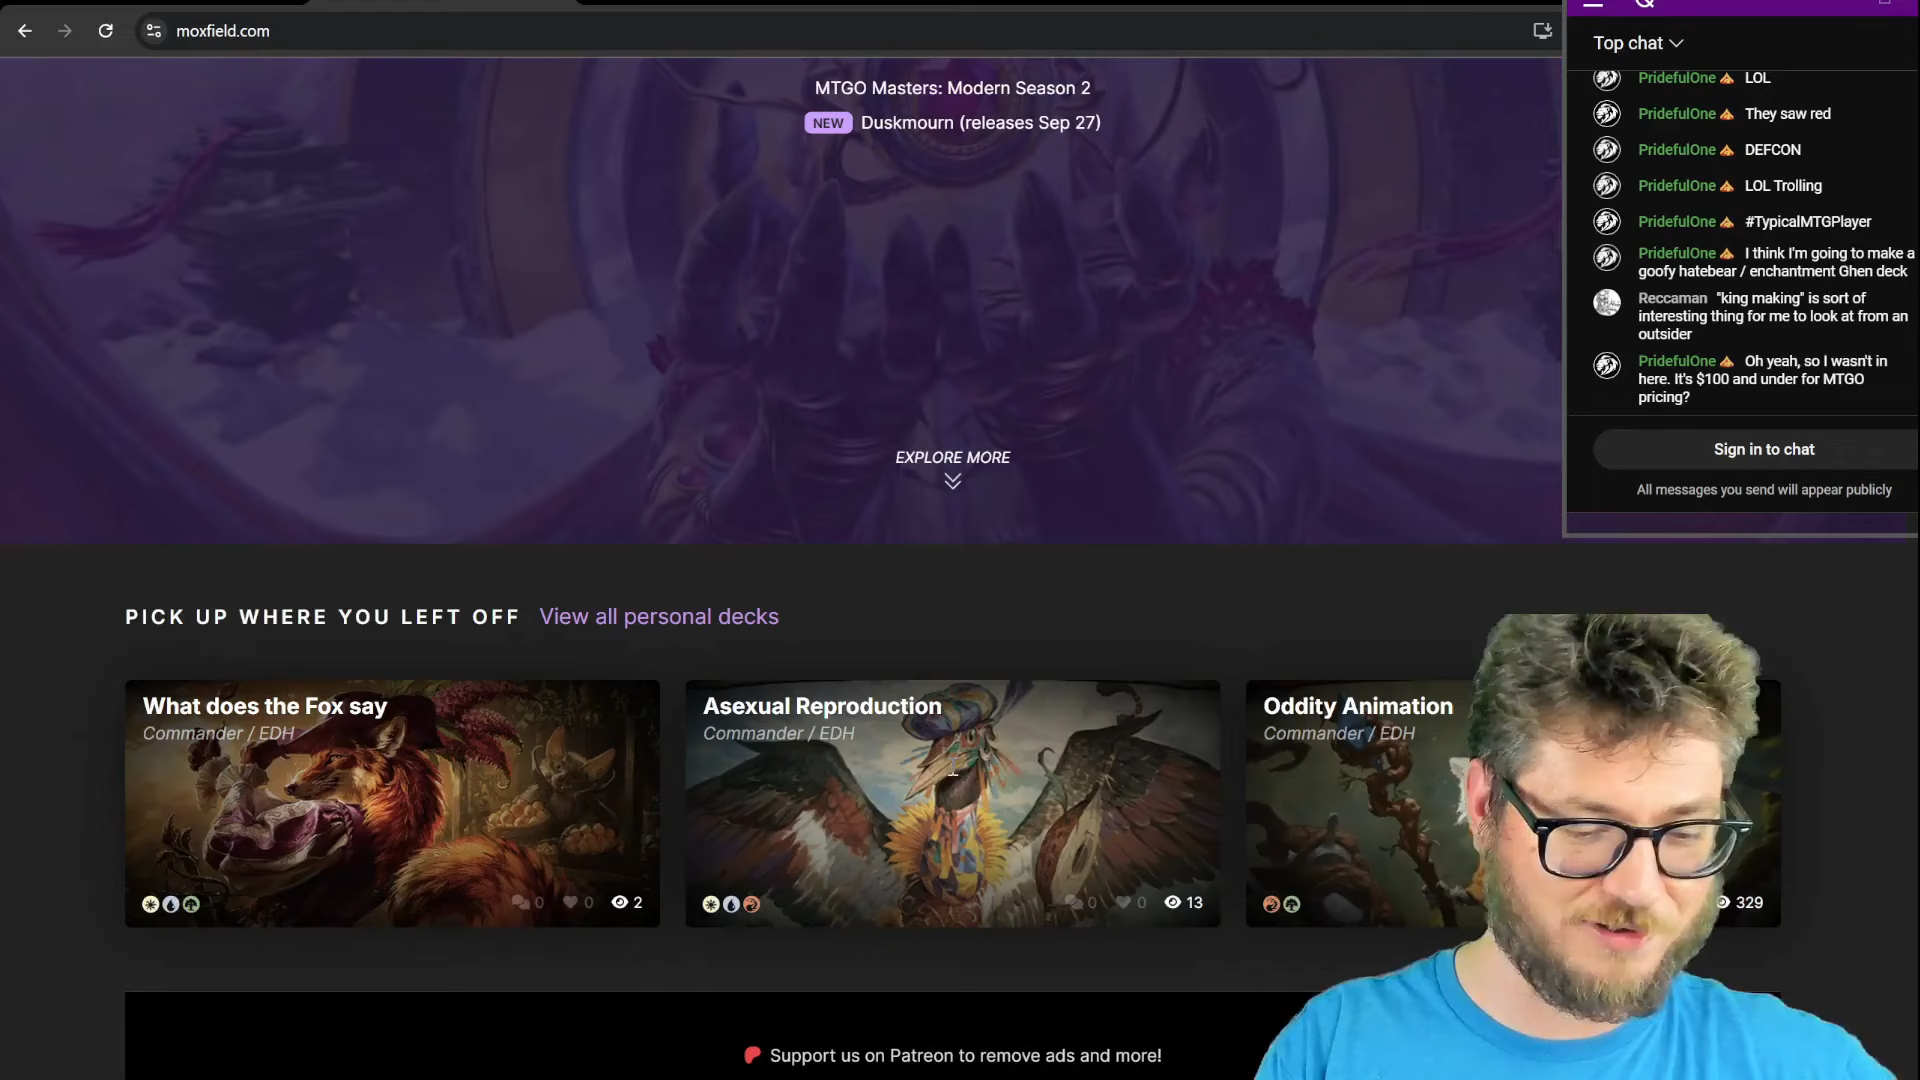 moxfield.com
MTGO Masters: Modern Season 2
NEW Duskmourn (releases Sep 27)
EXPLORE MORE
Top chat
PridefulOne LOL
PridefulOne They saw red
PridefulOne DEFCON
PridefulOne LOL Trolling
PridefulOne #TypicalMTGPlayer
PridefulOne I think I'm going to make a
goofy hatebear / enchantment Ghen deck
Reccaman "king making" is sort of
interesting thing for me to look at from an
outsider
PridefulOne Oh yeah, so I wasn't in
here. It's $100 and under for MTGO
pricing?
Sign in to chat
All messages you send will appear publicly
PICK UP WHERE YOU LEFT OFF View all personal decks
What does the Fox say
Commander / EDH
0 0 2
Asexual Reproduction
Commander / EDH
0 0 13
Oddity Animation
Commander / EDH
329
Support us on Patreon to remove ads and more!